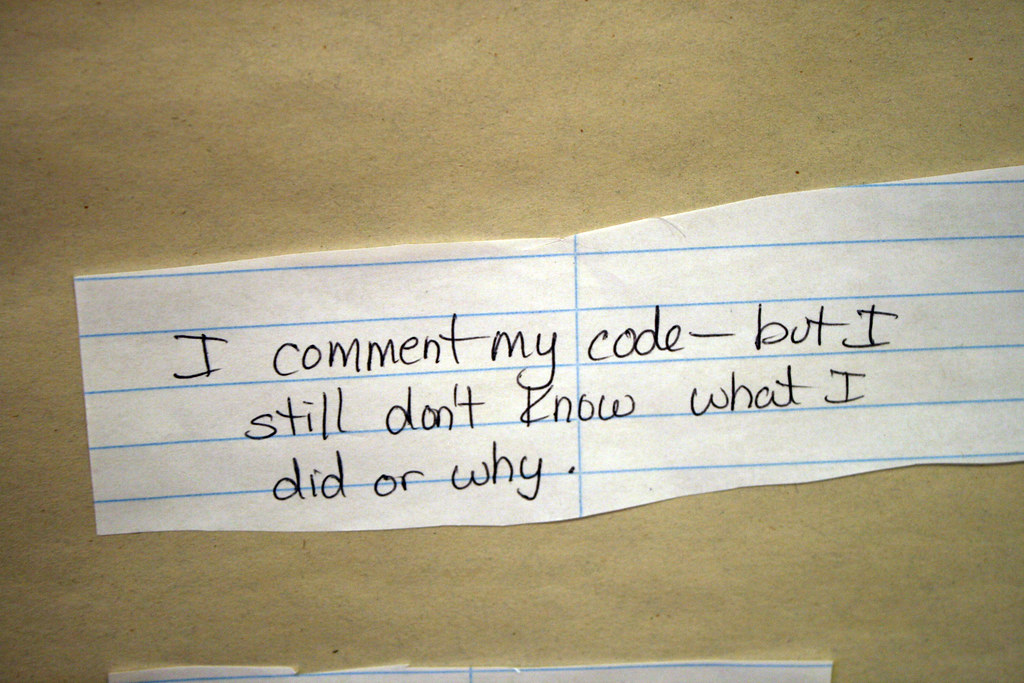 I comment my code — but I
still don't know what I
did or why.